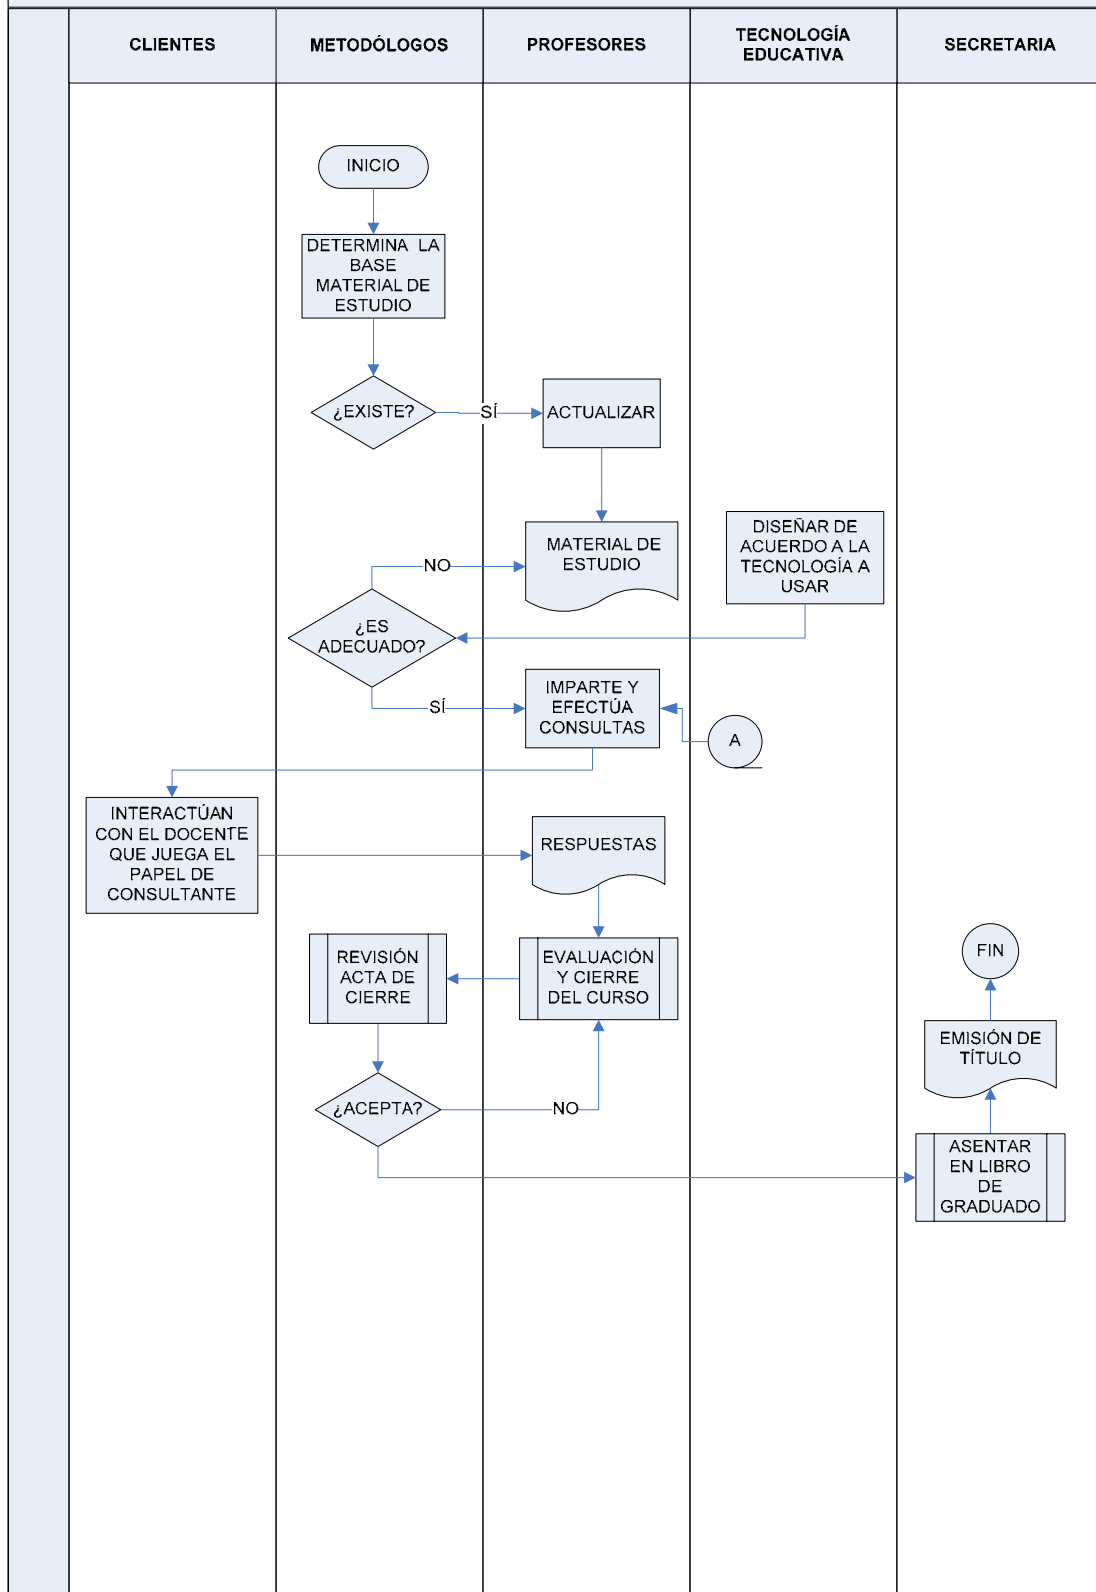 CLIENTES
METODÓLOGOS
PROFESORES
TECNOLOGÍA
EDUCATIVA
SECRETARIA
INICIO
DETERMINA LA
BASE
MATERIAL DE
ESTUDIO
¿EXISTE?
SÍ
ACTUALIZAR
MATERIAL DE
ESTUDIO
DISEÑAR DE
ACUERDO A LA
TECNOLOGÍA A
USAR
NO
¿ES
ADECUADO?
SÍ
IMPARTE Y
EFECTÚA
CONSULTAS
A
INTERACTÚAN
CON EL DOCENTE
QUE JUEGA EL
PAPEL DE
CONSULTANTE
RESPUESTAS
REVISIÓN
ACTA DE
CIERRE
EVALUACIÓN
Y CIERRE
DEL CURSO
FIN
EMISIÓN DE
TÍTULO
¿ACEPTA?
NO
ASENTAR
EN LIBRO
DE
GRADUADO